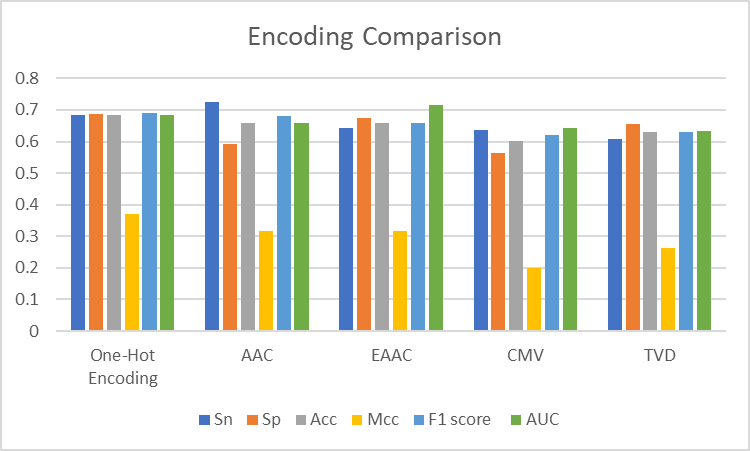 Encoding Comparison
0.8
0.7
0.6
0.5
0.4
0.3
0.2
0.1
0
One-Hot
Encoding
AAC
EAAC
CMV
TVD
Sn
Sp
Acc
Mcc
F1 score
AUC